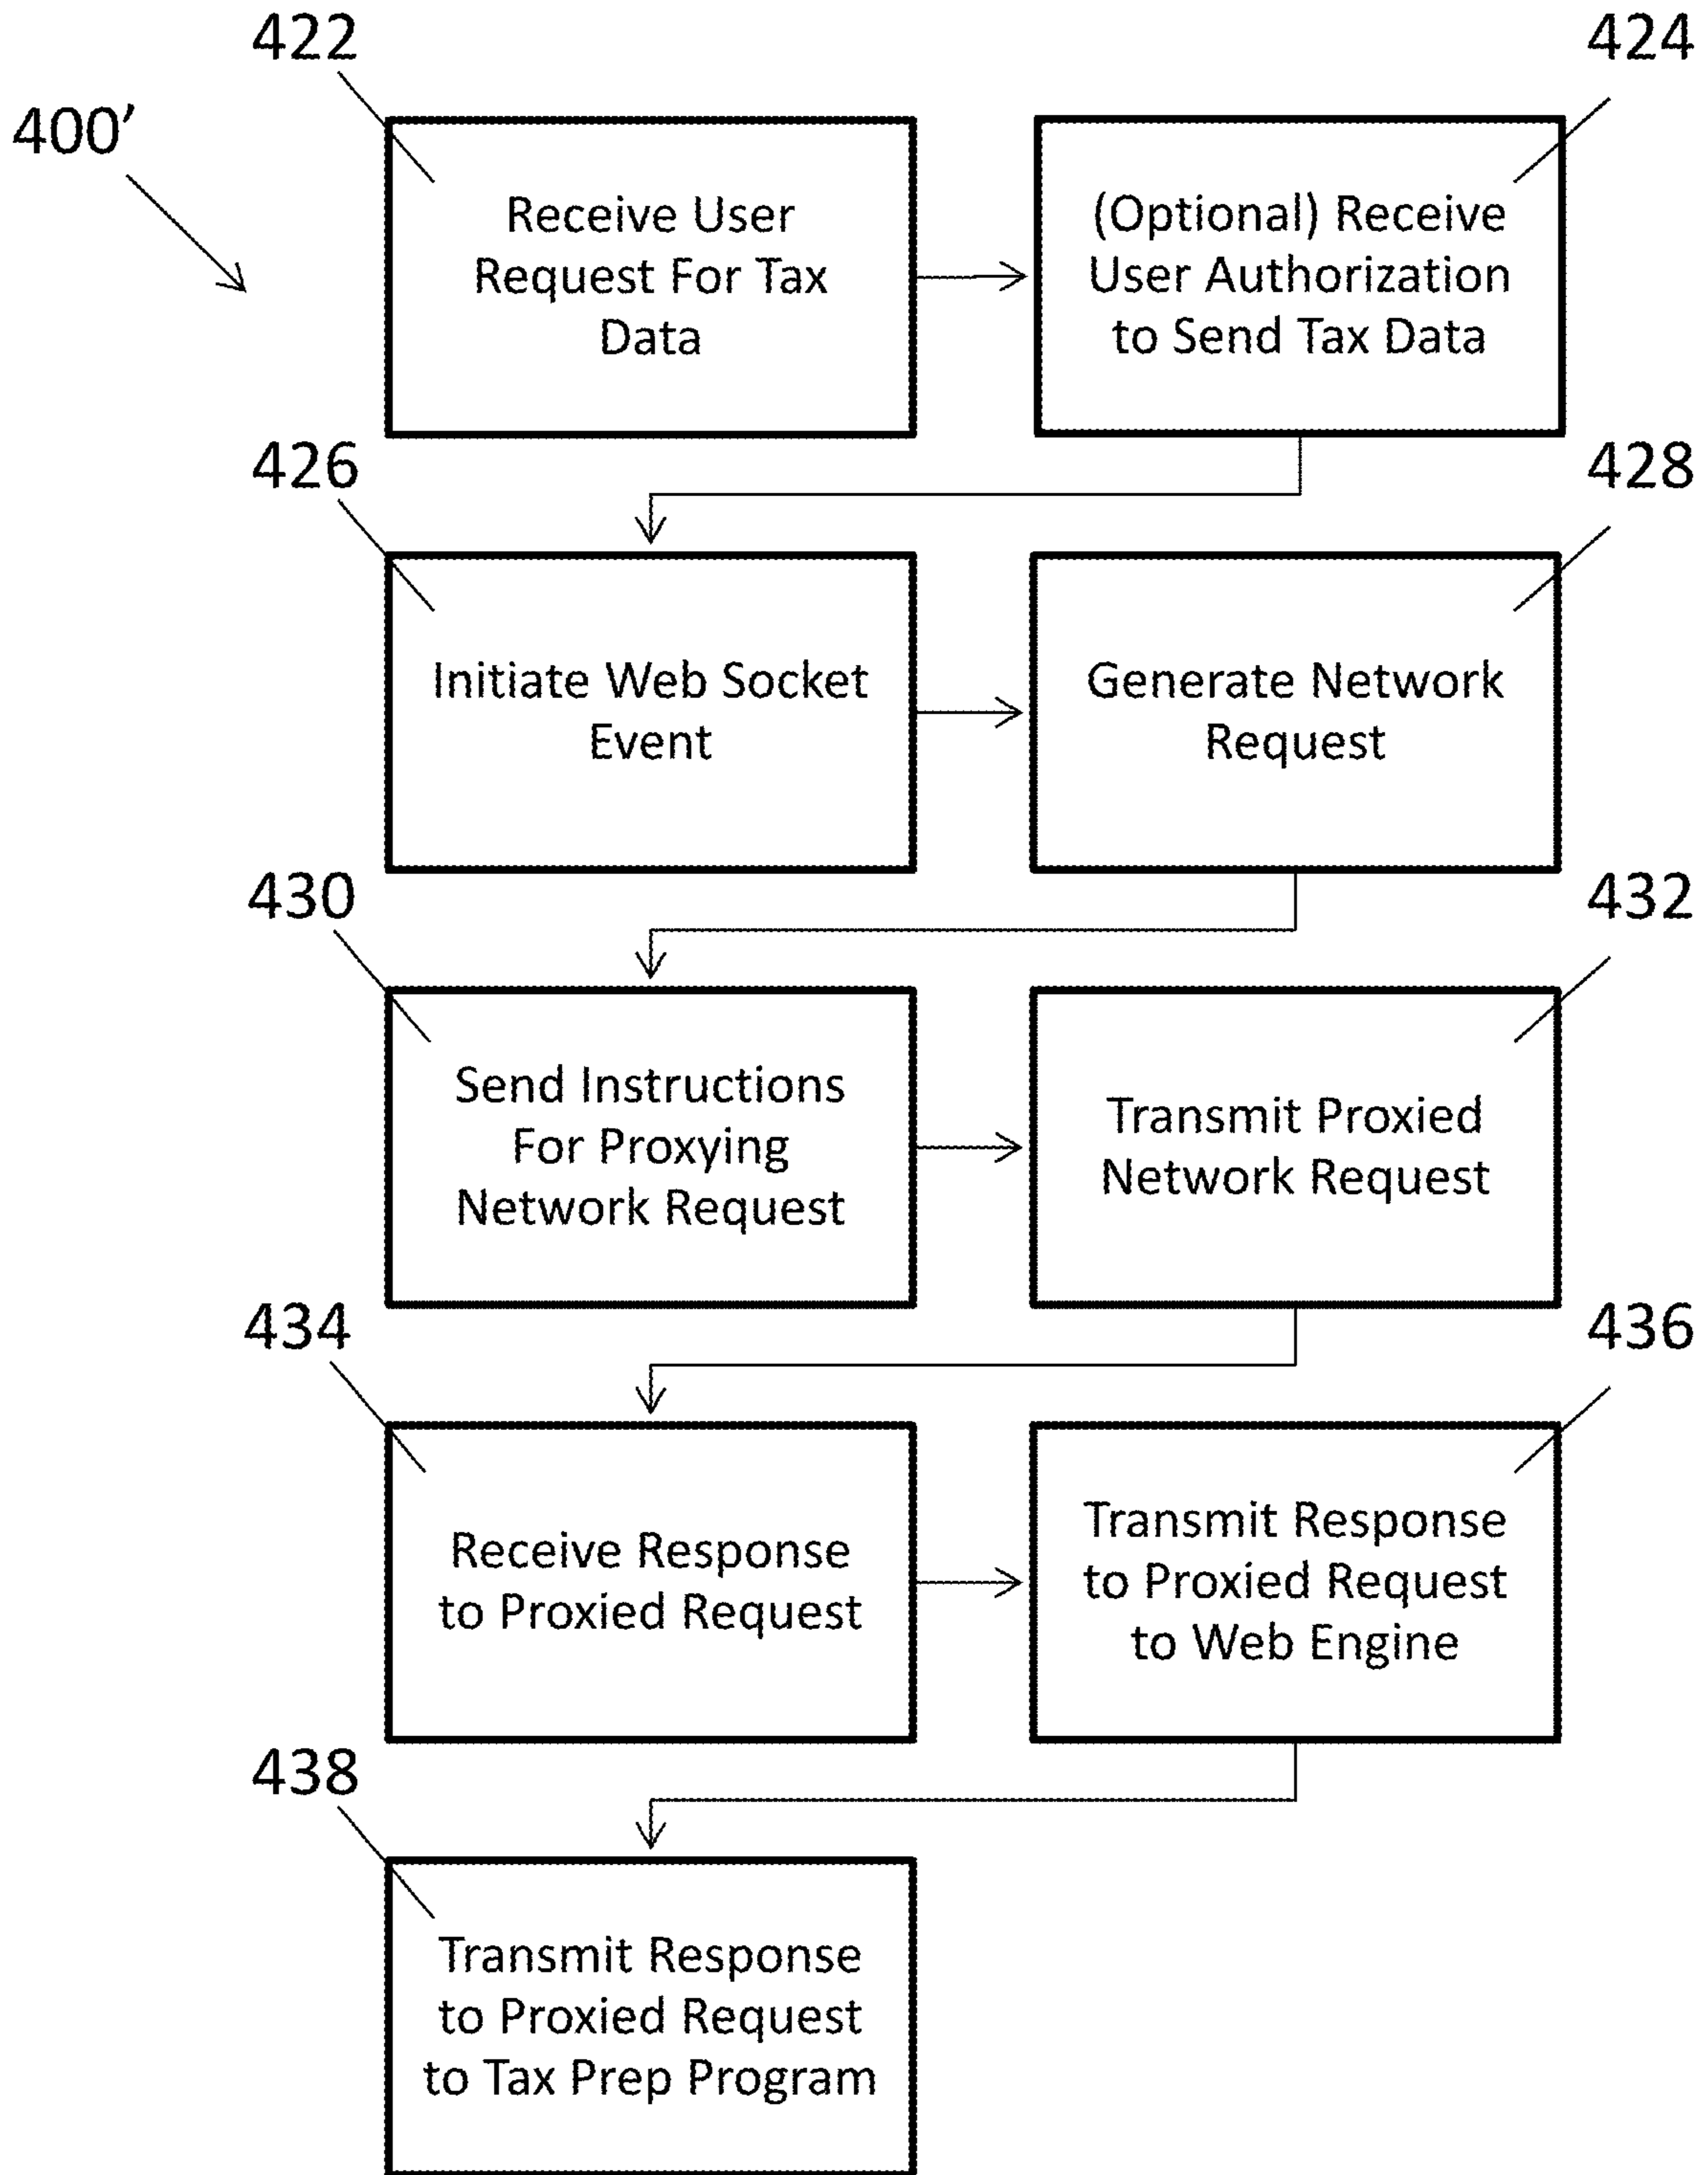 422
424
400’
Receive User
Request For Tax
Data
(Optional) Receive
User Authorization
to Send Tax Data
426
428
Initiate Web Socket
Event
Generate Network
Request
430
432
Send Instructions
For Proxying
Network Request
Transmit Proxied
Network Request
434
436
Receive Response
to Proxied Request
Transmit Response
to Proxied Request
to Web Engine
438
Transmit Response
to Proxied Request
to Tax Prep Program